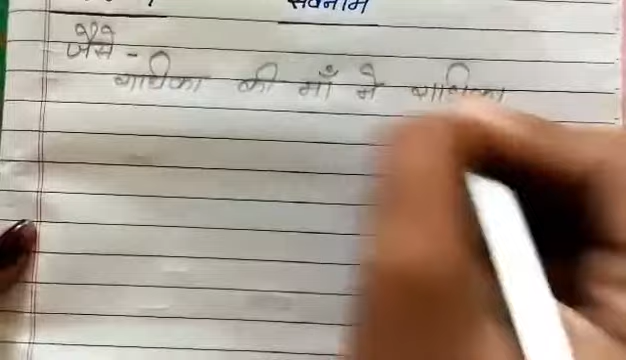 सर्वनाम
जैसे -
राधिका की माँ ने राधिका